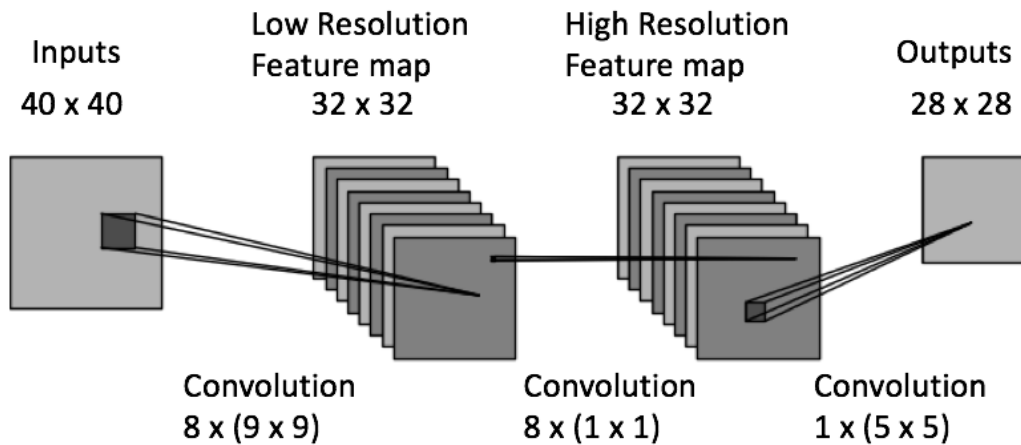 Inputs
40 x 40
Low Resolution
Feature map
32 x 32
High Resolution
Feature map
32 x 32
Outputs
28 x 28
Convolution
8 x (9 x 9)
Convolution
8 x (1 x 1)
Convolution
1 x (5 x 5)